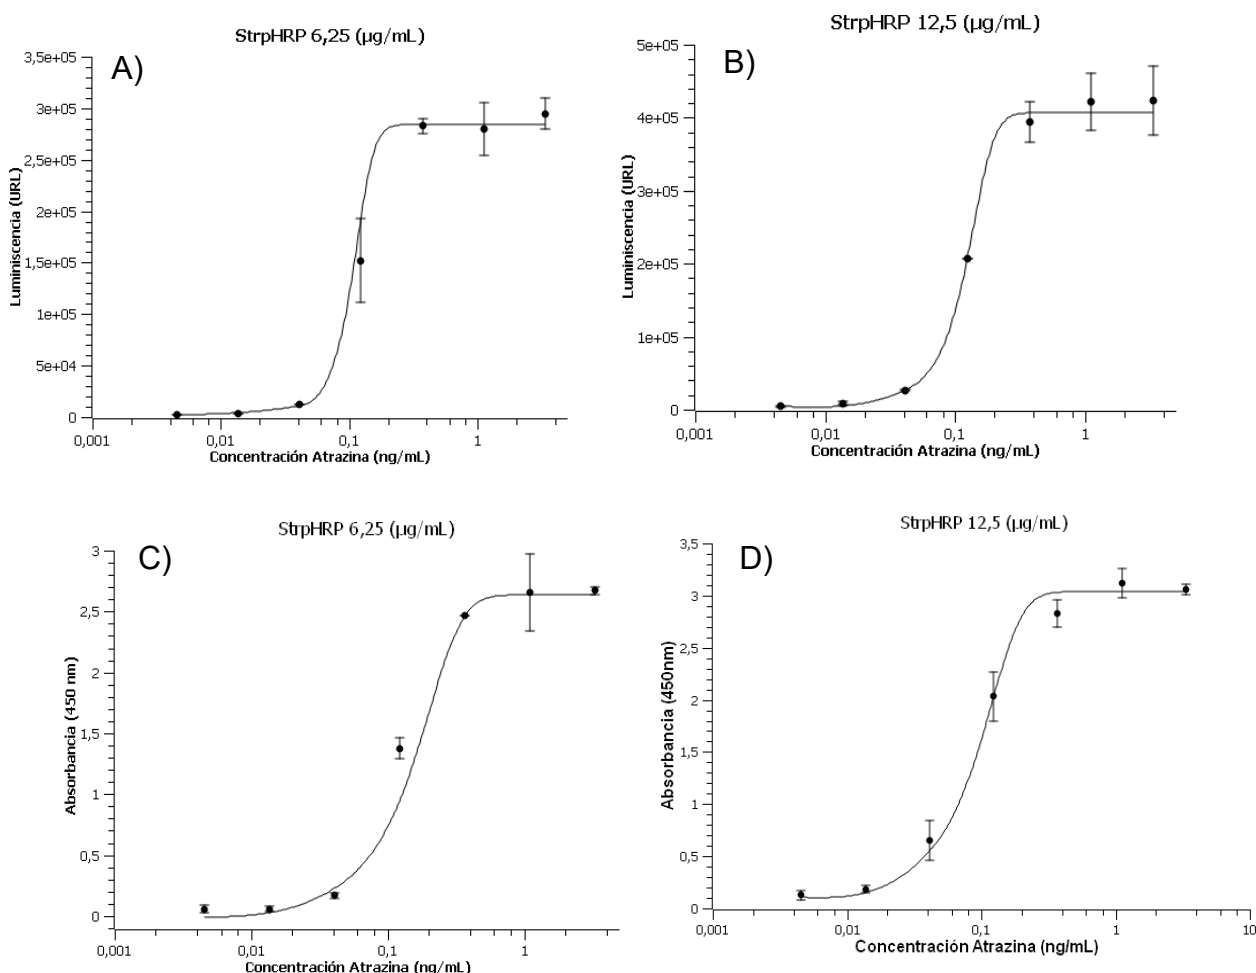 StrpHRP 6,25 (µg/mL)
A)
3,5e+05
3e+05
2,5e+05
2e+05
1,5e+05
1e+05
5e+04
0
Luminiscencia (URL)
0,001 0,01 0,1 1
Concentración Atrazina (ng/mL)
StrpHRP 12,5 (µg/mL)
B)
5e+05
4e+05
3e+05
2e+05
1e+05
0
Luminiscencia (URL)
0,001 0,01 0,1 1
Concentración Atrazina (ng/mL)
StrpHRP 6,25 (µg/mL)
C)
3
2,5
2
1,5
1
0,5
0
Absorbancia (450 nm)
0,001 0,01 0,1 1
Concentración Atrazina (ng/mL)
StrpHRP 12,5 (µg/mL)
D)
3,5
3
2,5
2
1,5
1
0,5
0
Absorbancia (450nm)
0,001 0,01 0,1 1 10
Concentración Atrazina (ng/mL)